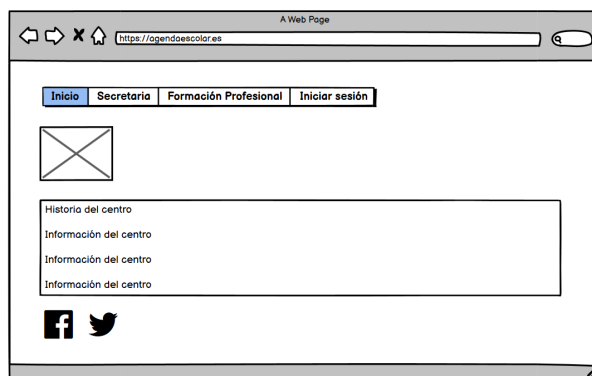 A Web Page
https://agendaescolar.es
Inicio Secretaria Formación Profesional Iniciar sesión
Historia del centro
Información del centro
Información del centro
Información del centro